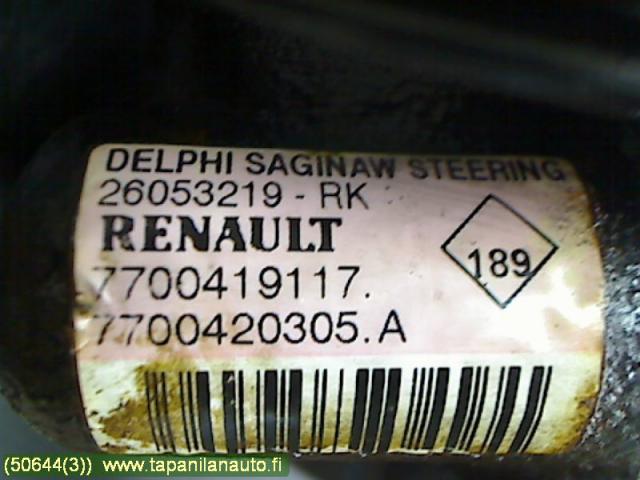 DELPHI SAGINAW STEERING
26053219 - RK
RENAULT
189
7700419117.
7700420305.A
(50644(3)) www.tapanilanauto.fi